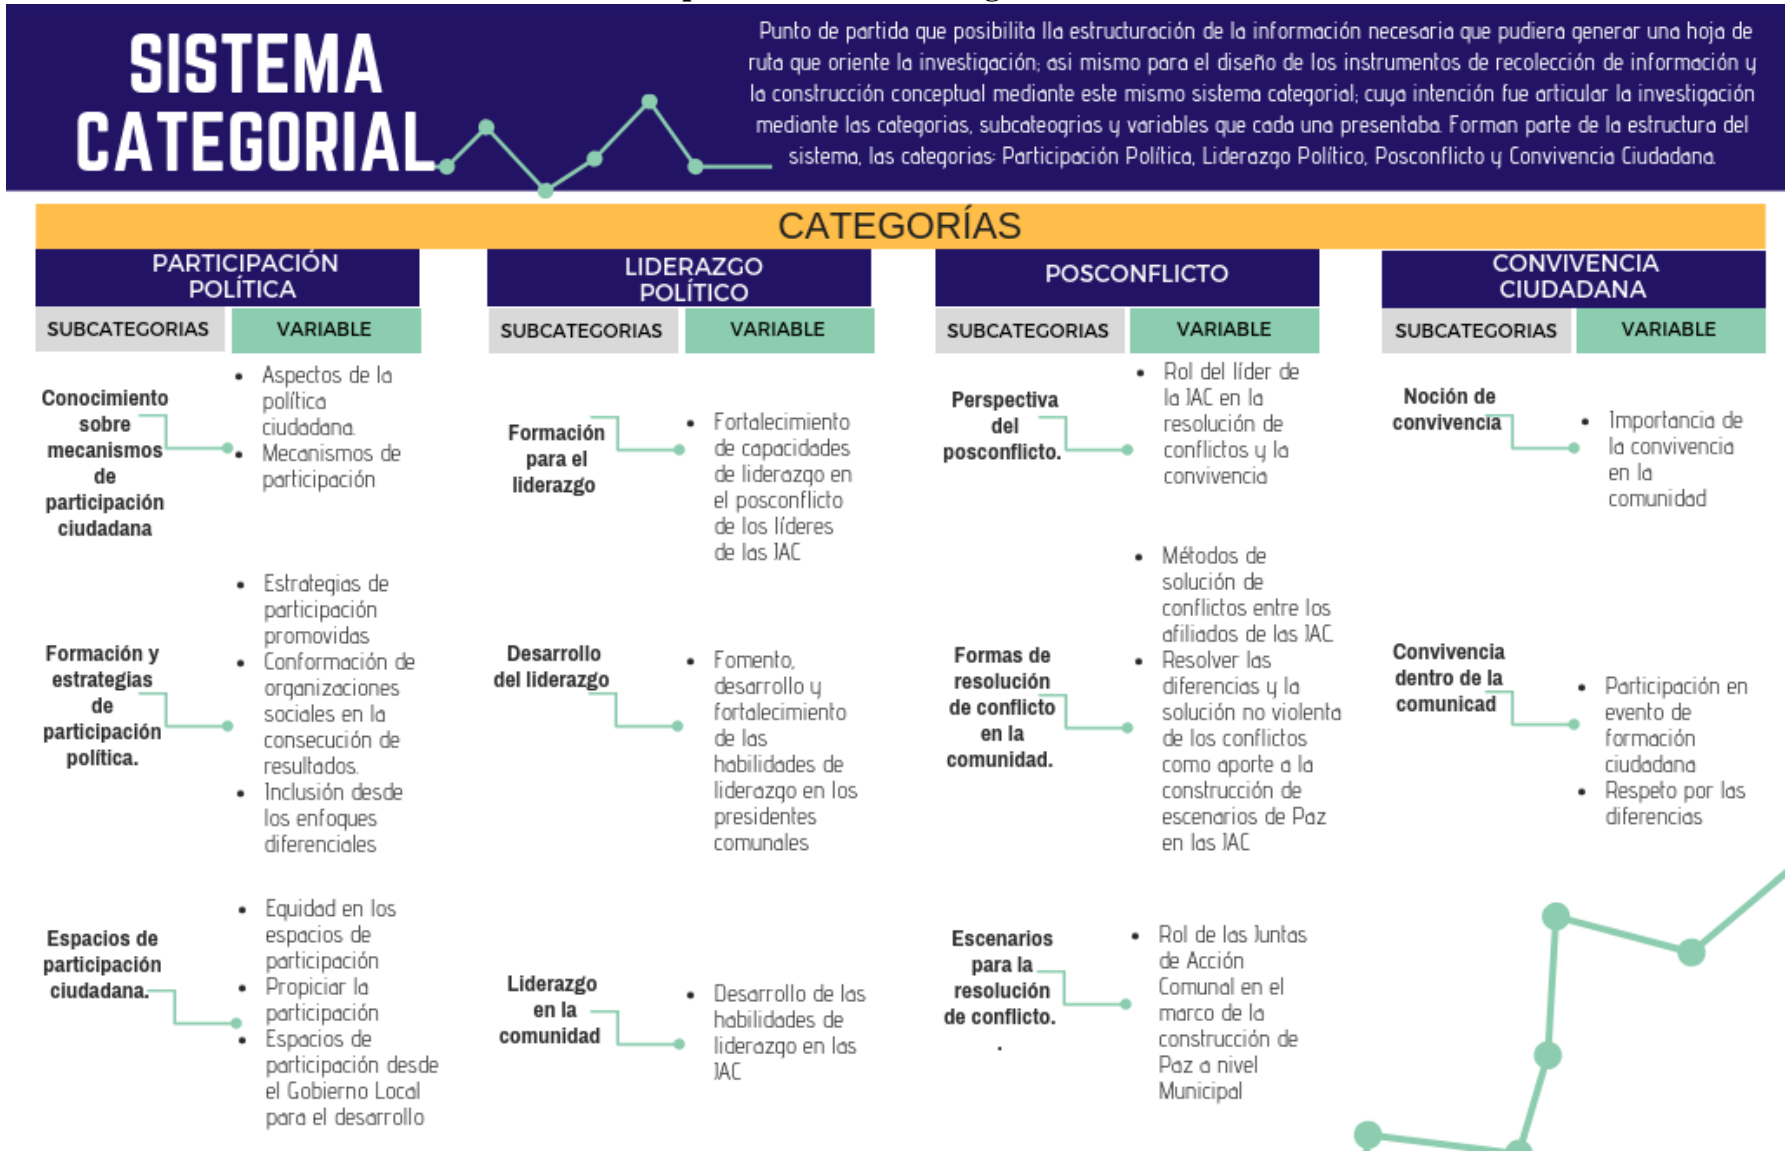 SISTEMA
CATEGORIAL
Punto de partida que posibilita lla estructuración de la información necesaria que pudiera generar una hoja de
ruta que oriente la investigación; asi mismo para el diseño de los instrumentos de recolección de información y
la construcción conceptual mediante este mismo sistema categorial; cuya intención fue articular la investigación
mediante las categorias, subcateogrias y variables que cada una presentaba. Forman parte de la estructura del
sistema, las categorias: Participación Política, Liderazgo Político, Posconflicto y Convivencia Ciudadana.
CATEGORÍAS
PARTICIPACIÓN
POLÍTICA
SUBCATEGORIAS
VARIABLE
Conocimiento
sobre
mecanismos
de
participación
ciudadana
• Aspectos de la
política
ciudadana.
• Mecanismos de
participación
Formación y
estrategias
de
participación
política.
• Estrategias de
participación
promovidas
• Conformación de
organizaciones
sociales en la
consecución de
resultados.
• Inclusión desde
los enfoques
diferenciales
Espacios de
participación
ciudadana.
• Equidad en los
espacios de
participación
• Propiciar la
participación
• Espacios de
participación desde
el Gobierno Local
para el desarrollo
LIDERAZGO
POLÍTICO
SUBCATEGORIAS
VARIABLE
Formación
para el
liderazgo
• Fortalecimiento
de capacidades
de liderazgo en
el posconflicto
de los líderes
de las JAC
Desarrollo
del liderazgo
• Fomento,
desarrollo y
fortalecimiento
de las
habilidades de
liderazgo en los
presidentes
comunales
Liderazgo
en la
comunidad
• Desarrollo de las
habilidades de
liderazgo en las
JAC
POSCONFLICTO
SUBCATEGORIAS
VARIABLE
Perspectiva
del
posconflicto.
• Rol del líder de
la JAC en la
resolución de
conflictos y la
convivencia
Formas de
resolución
de conflicto
en la
comunidad.
• Métodos de
solución de
conflictos entre los
afiliados de las JAC
• Resolver las
diferencias y la
solución no violenta
de los conflictos
como aporte a la
construcción de
escenarios de Paz
en las JAC
Escenarios
para la
resolución
de conflicto.
.
• Rol de las Juntas
de Acción
Comunal en el
marco de la
construcción de
Paz a nivel
Municipal
CONVIVENCIA
CIUDADANA
SUBCATEGORIAS
VARIABLE
Noción de
convivencia
• Importancia de
la convivencia
en la
comunidad
Convivencia
dentro de la
comunicad
• Participación en
evento de
formación
ciudadana
• Respeto por las
diferencias